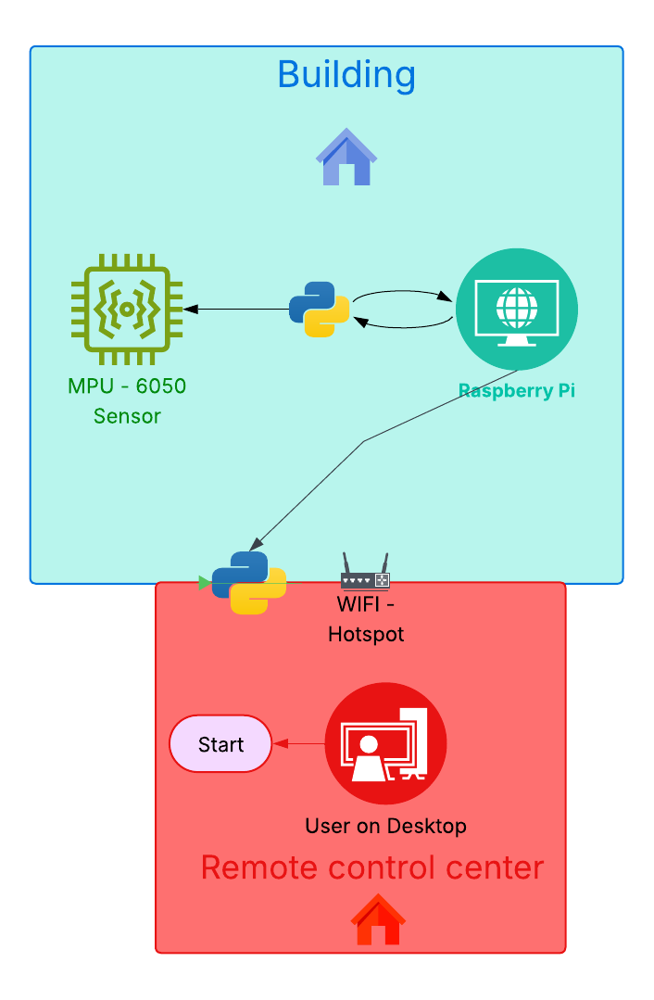 Building
MPU - 6050
Sensor
Raspberry Pi
WIFI -
Hotspot
Start
User on Desktop
Remote control center